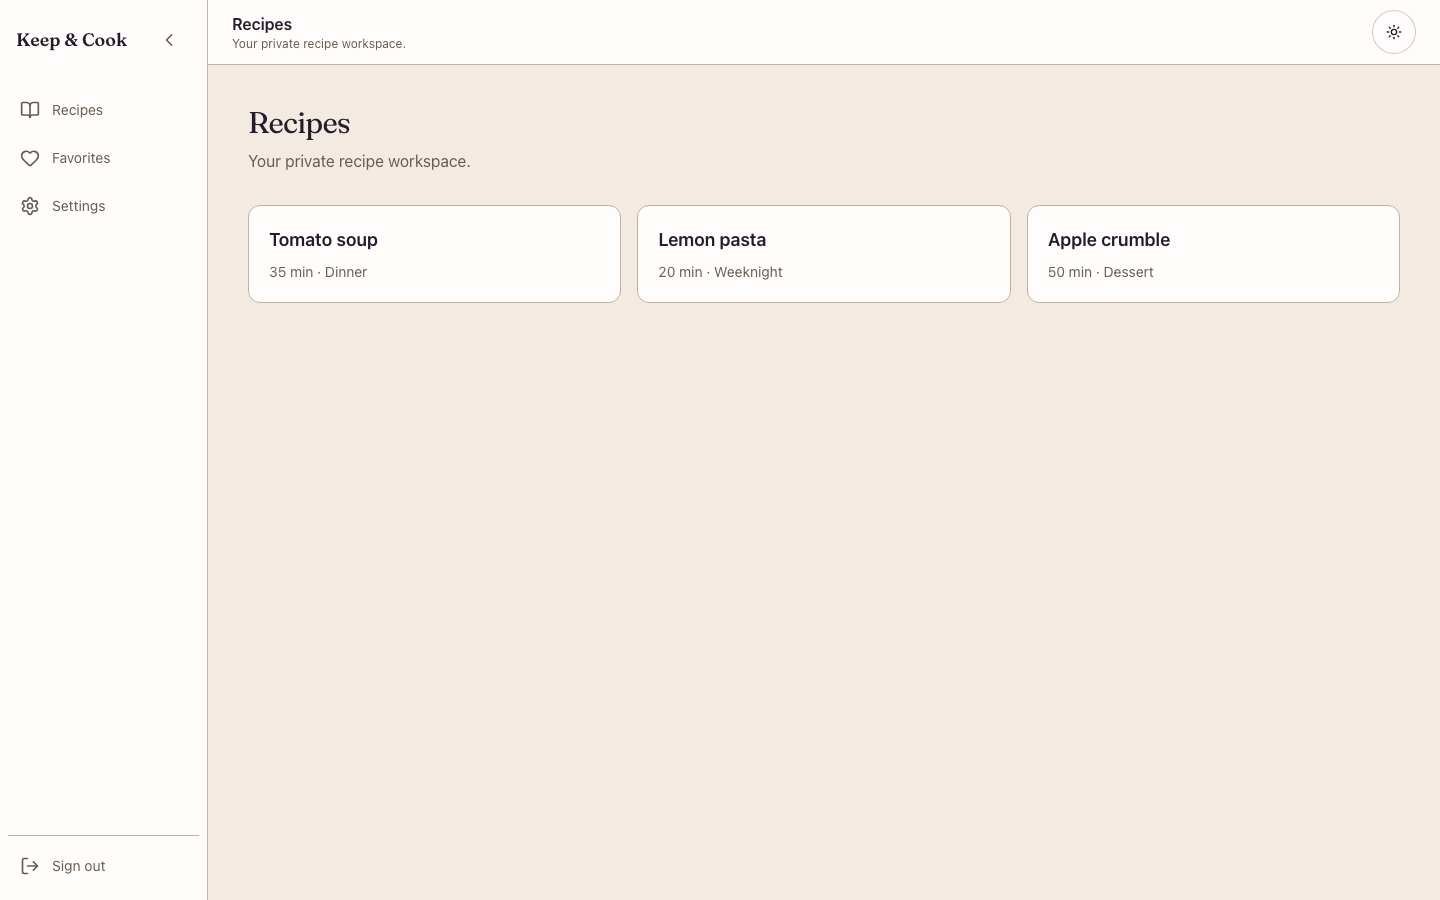 Keep & Cook
Recipes
Favorites
Settings
Sign out
Recipes
Your private recipe workspace.
Recipes
Your private recipe workspace.
Tomato soup
35 min · Dinner
Lemon pasta
20 min · Weeknight
Apple crumble
50 min · Dessert